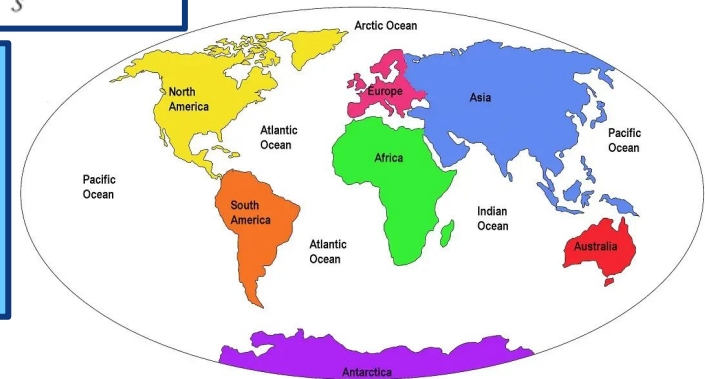 S
Arctic Ocean
North
America
Europe
Asia
Atlantic
Ocean
Pacific
Ocean
Africa
Pacific
Ocean
South
America
Indian
Ocean
Atlantic
Ocean
Australia
Antarctica